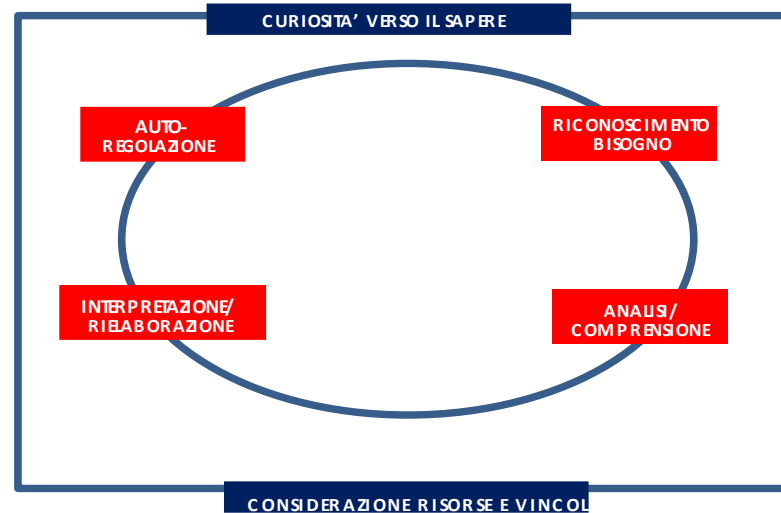 CURIOSITA’ VERSO IL SAPERE
AUTO-
REGOLAZIONE
RICONOSCIMENTO
BISOGNO
INTERPRETAZIONE/
RIELABORAZIONE
ANALISI/
COMPRENSIONE
CONSIDERAZIONE RISORSE E VINCOL